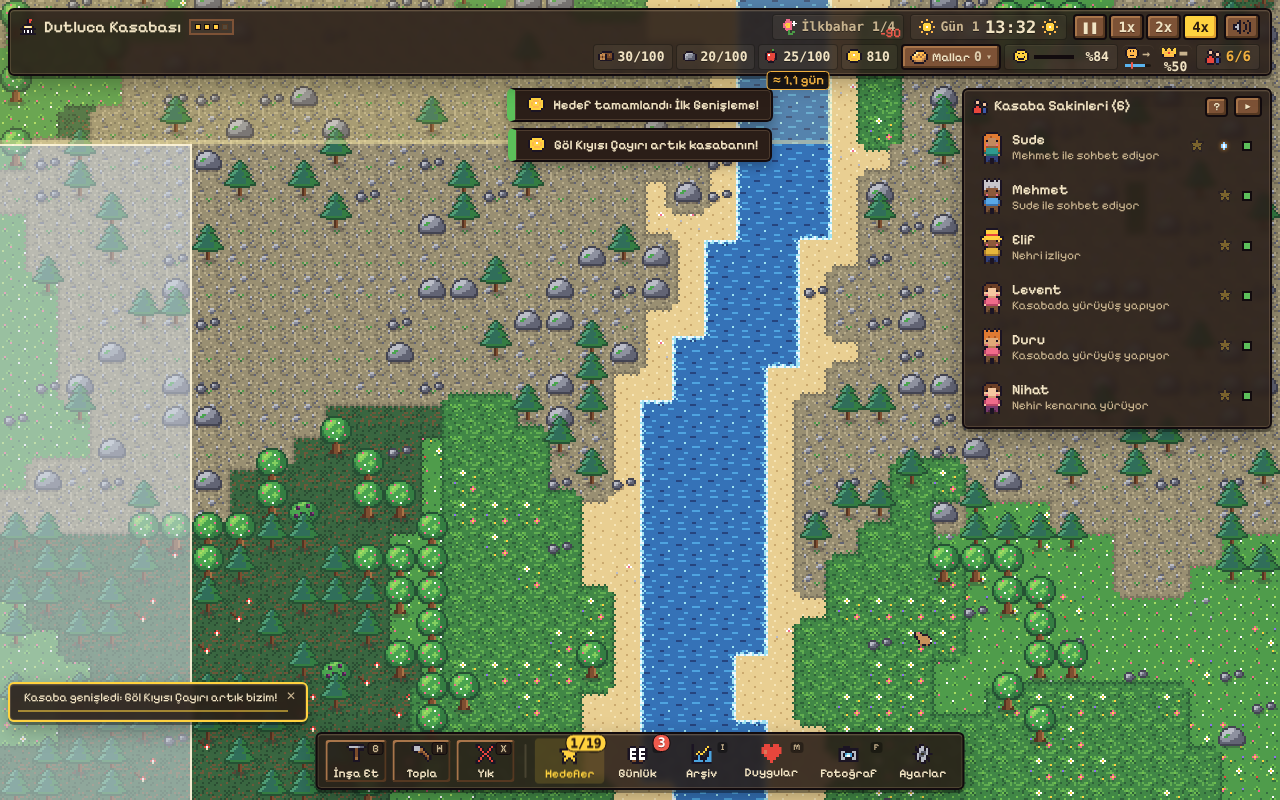 Dutluca Kasabası
İlkbahar 1/4
-30
Gün 1 13:32
1x
2x
4x
30/100
20/100
25/100
810
Mallar 0
%84
%50
6/6
≈ 1,1 gün
Hedef tamamlandı: İlk Genişleme!
Göl Kıyısı Çayırı artık kasabanın!
Kasaba Sakinleri (6)
?
Sude
Mehmet ile sohbet ediyor
Mehmet
Sude ile sohbet ediyor
Elif
Nehri izliyor
Levent
Kasabada yürüyüş yapıyor
Duru
Kasabada yürüyüş yapıyor
Nihat
Nehir kenarına yürüyor
Kasaba genişledi: Göl Kıyısı Çayırı artık bizim!
İnşa Et
Topla H
Yık X
Hedefler 1/19
Günlük 3
Arşiv I
Duygular M
Fotoğraf
Ayarlar